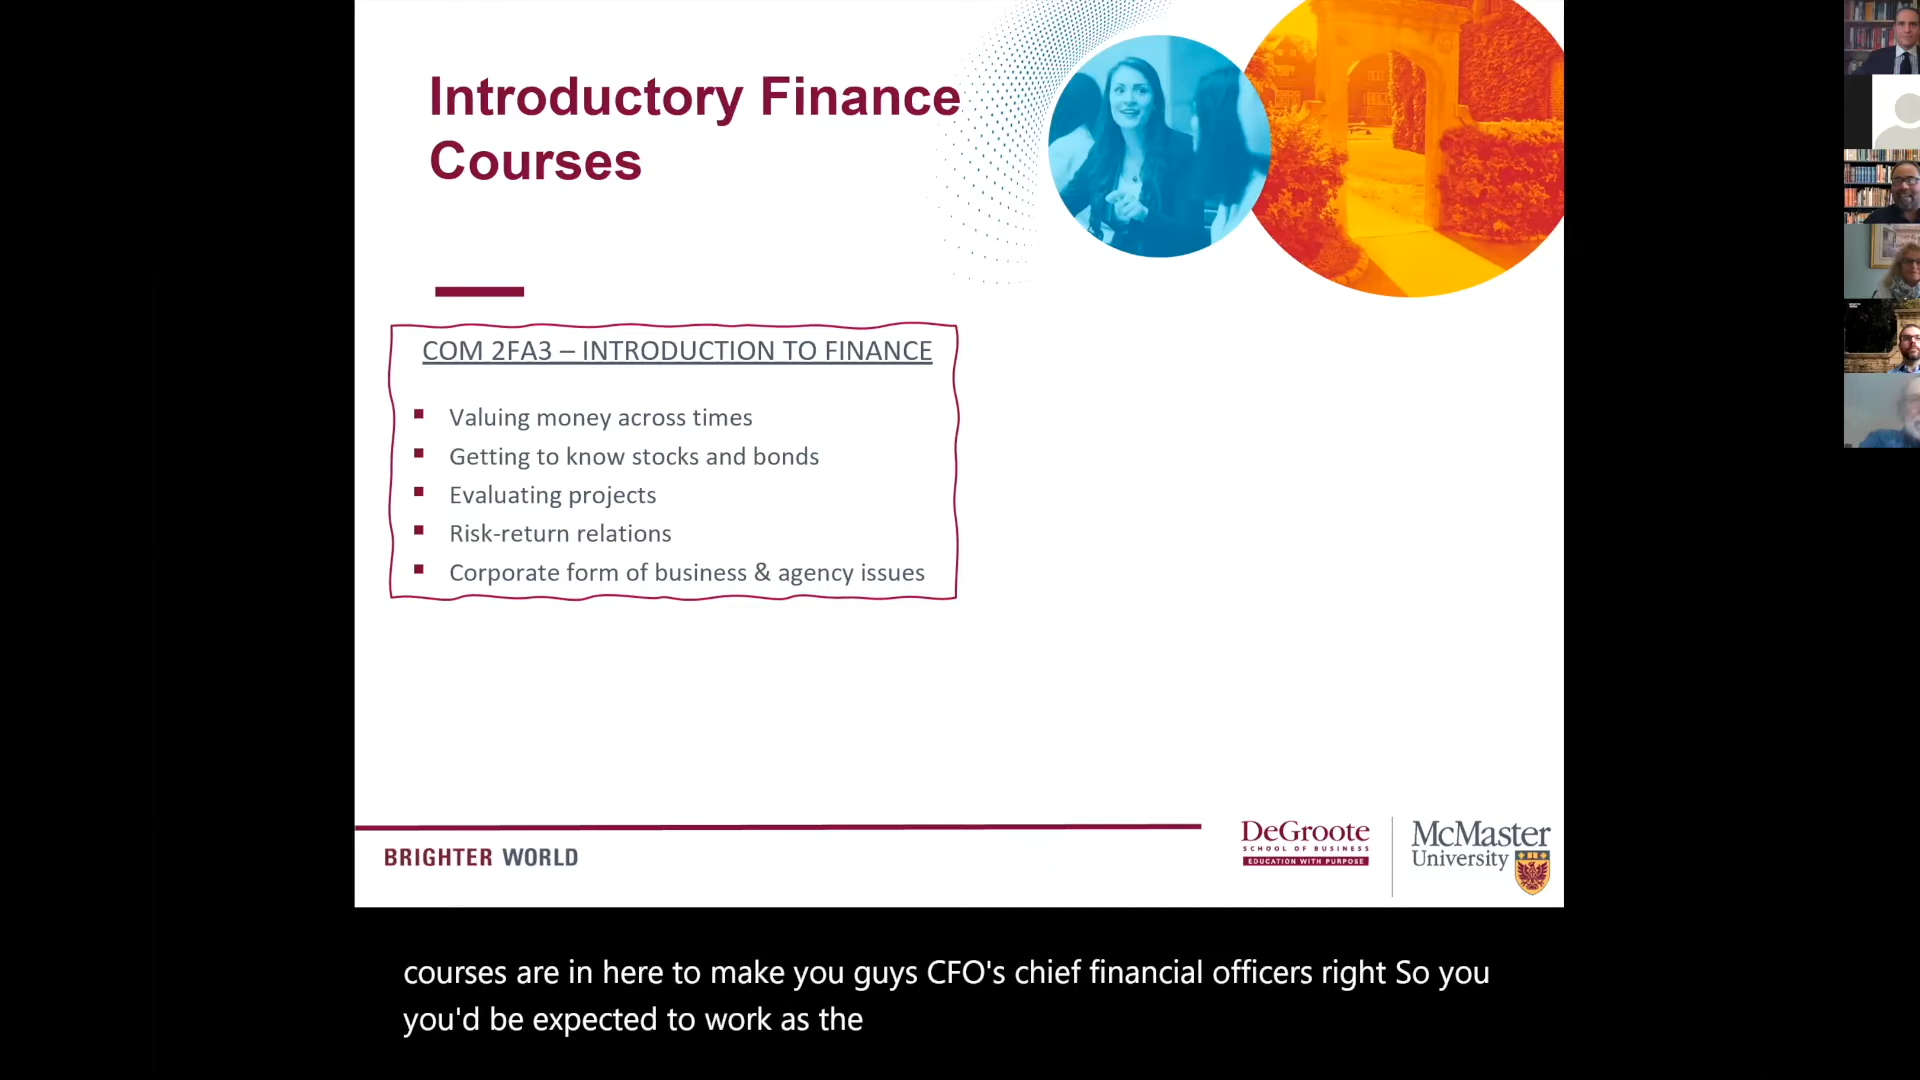 Introductory Finance
Courses
COM 2FA3 – INTRODUCTION TO FINANCE
Valuing money across times
Getting to know stocks and bonds
Evaluating projects
Risk-return relations
Corporate form of business & agency issues
BRIGHTER WORLD
DeGroote
SCHOOL OF BUSINESS
EDUCATION WITH PURPOSE
McMaster
University
courses are in here to make you guys CFO's chief financial officers right So you
you'd be expected to work as the